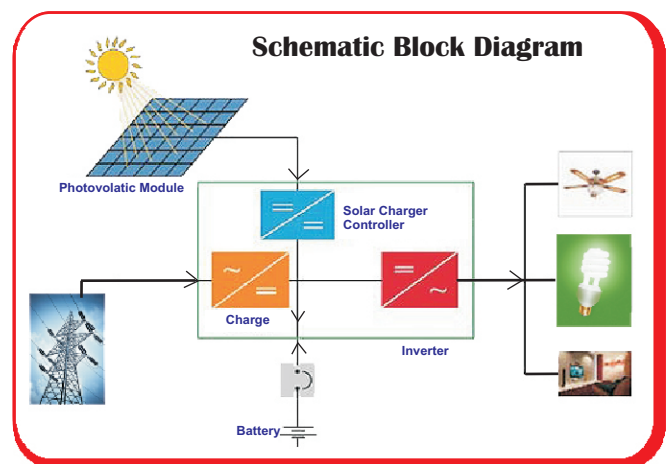 Schematic Block Diagram
Photovolatic Module
Solar Charger
Controller
Charge
Inverter
Battery